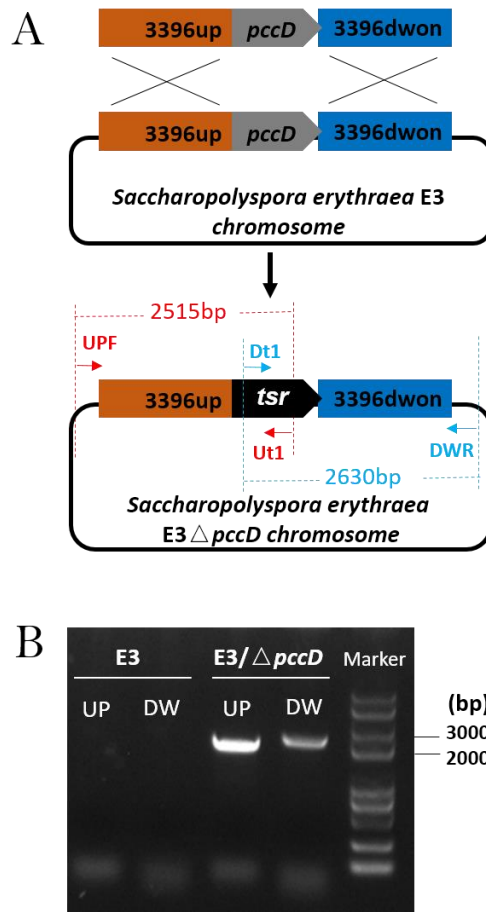 A
3396up pccD 3396dwon
3396up pccD 3396dwon
Saccharopolyspora erythraea E3
chromosome
2515bp
UPF
Dt1
3396up tsr 3396dwon
Ut1 DWR
2630bp
Saccharopolyspora erythraea
E3△pccD chromosome
B
E3 E3/△pccD Marker
UP DW UP DW (bp)
3000
2000